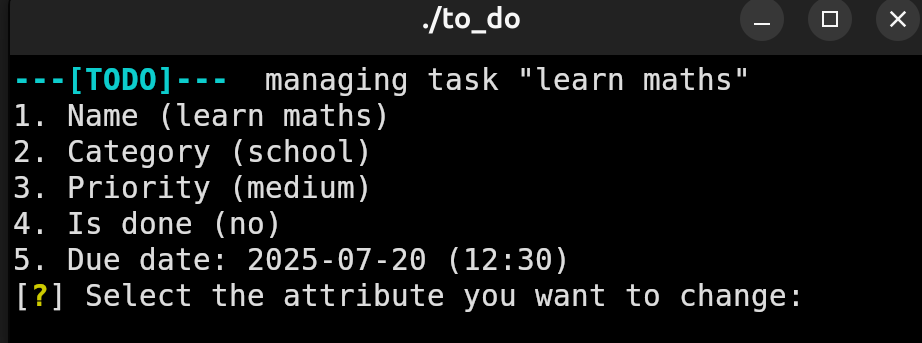 ./to_do
---[TODO]---  managing task "learn maths"
1. Name (learn maths)
2. Category (school)
3. Priority (medium)
4. Is done (no)
5. Due date: 2025-07-20 (12:30)
[?] Select the attribute you want to change: